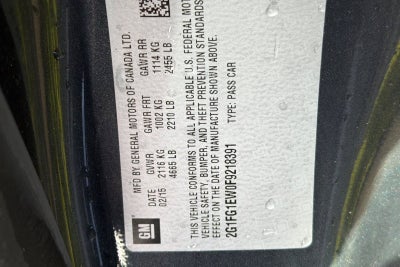 MFD BY GENERAL MOTORS OF CANADA LTD.
DATE GVWR GAWR FRT GAWR RR
02/15 2116 KG 1002 KG 1114 KG
4665 LB 2210 LB 2455 LB
THIS VEHICLE CONFORMS TO ALL APPLICABLE U.S. FEDERAL MOTOR
VEHICLE SAFETY, BUMPER, AND THEFT PREVENTION STANDARDS
IN EFFECT ON THE DATE OF MANUFACTURE SHOWN ABOVE.
2G1FG1EW0F9218391 TYPE: PASS CAR
GM